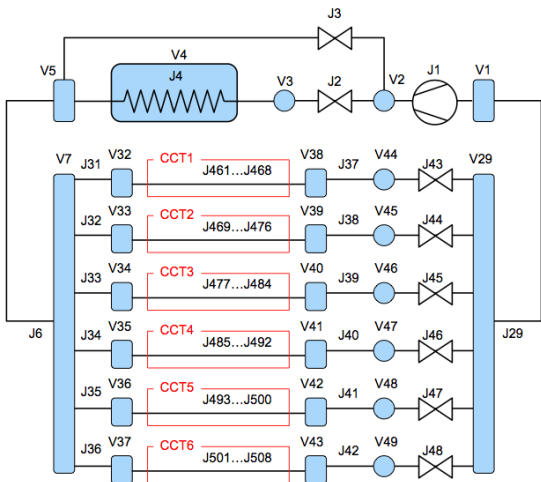 J3
V5 V4 V3 J2 V2 J1 V1
J4
V7 J31 V32 CCT1 V38 J37 V44 J43 V29
J461...J468
J32 V33 CCT2 V39 J38 V45 J44
J469...J476
J33 V34 CCT3 V40 J39 V46 J45
J477...J484
J6 J34 V35 CCT4 V41 J40 V47 J46 J29
J485...J492
J35 V36 CCT5 V42 J41 V48 J47
J493...J500
J36 V37 CCT6 V43 J42 V49 J48
J501...J508